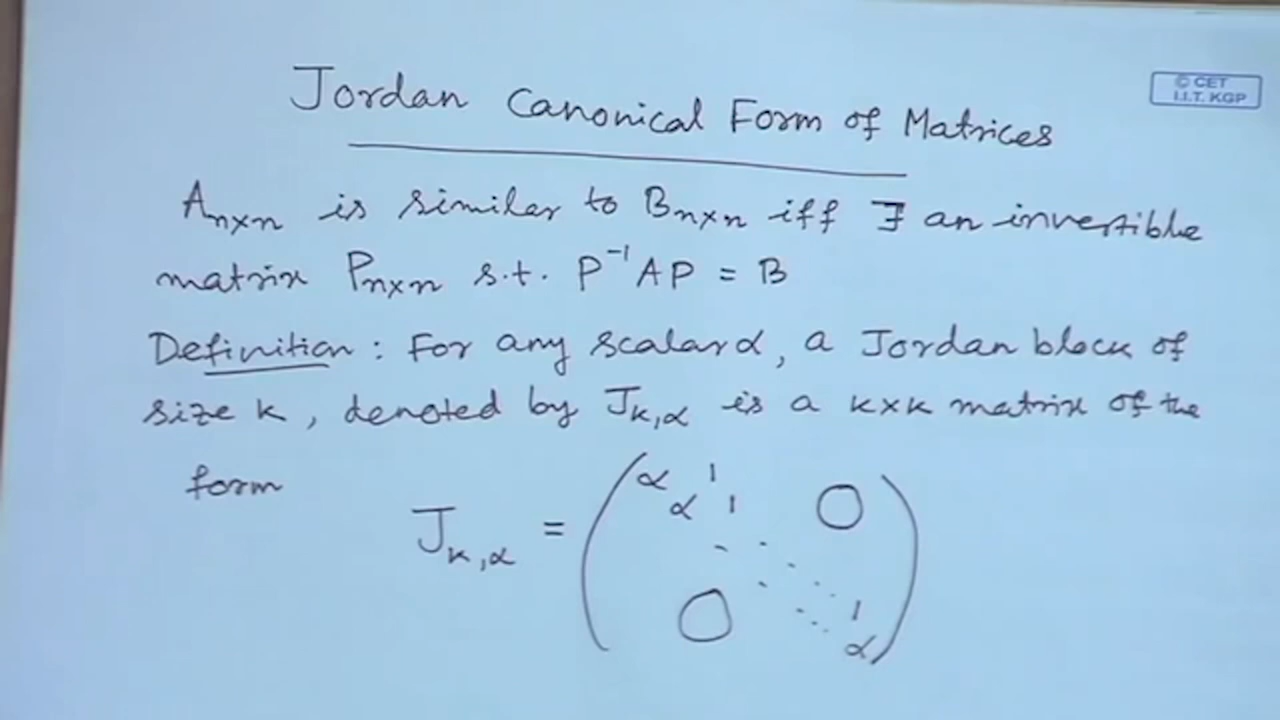 Jordan Canonical Form of Matrices
© CET
I.I.T. KGP
Anxn is similar to Bnxn iff ∃ an invertible
matrix Pnxn s.t. P⁻¹AP = B
Definition : For any scalar α, a Jordan block of
size k, denoted by Jk,α is a kxk matrix of the
form
Jk,α = ( α 1
α 1 O
O 1
α )